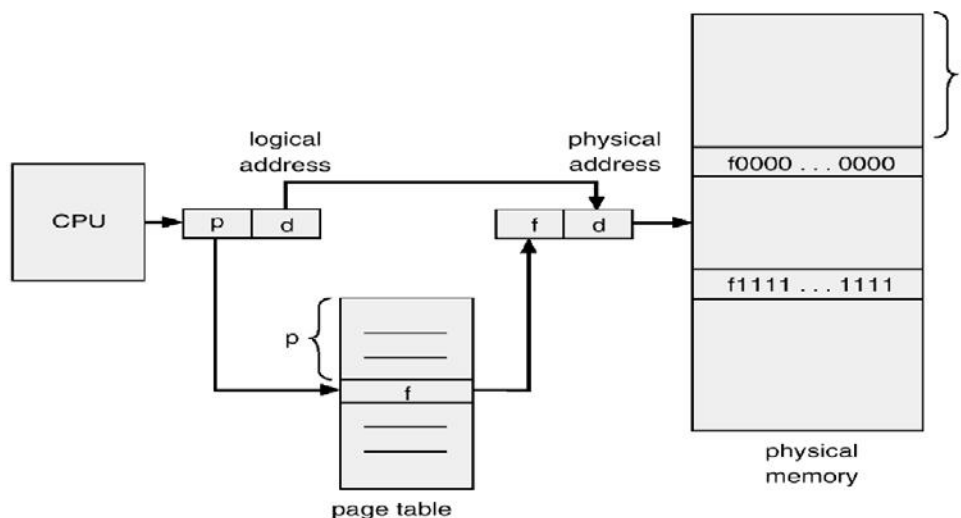 logical
address
physical
address
f0000 . . . 0000
CPU
p
d
f
d
f1111 . . . 1111
p
f
physical
memory
page table